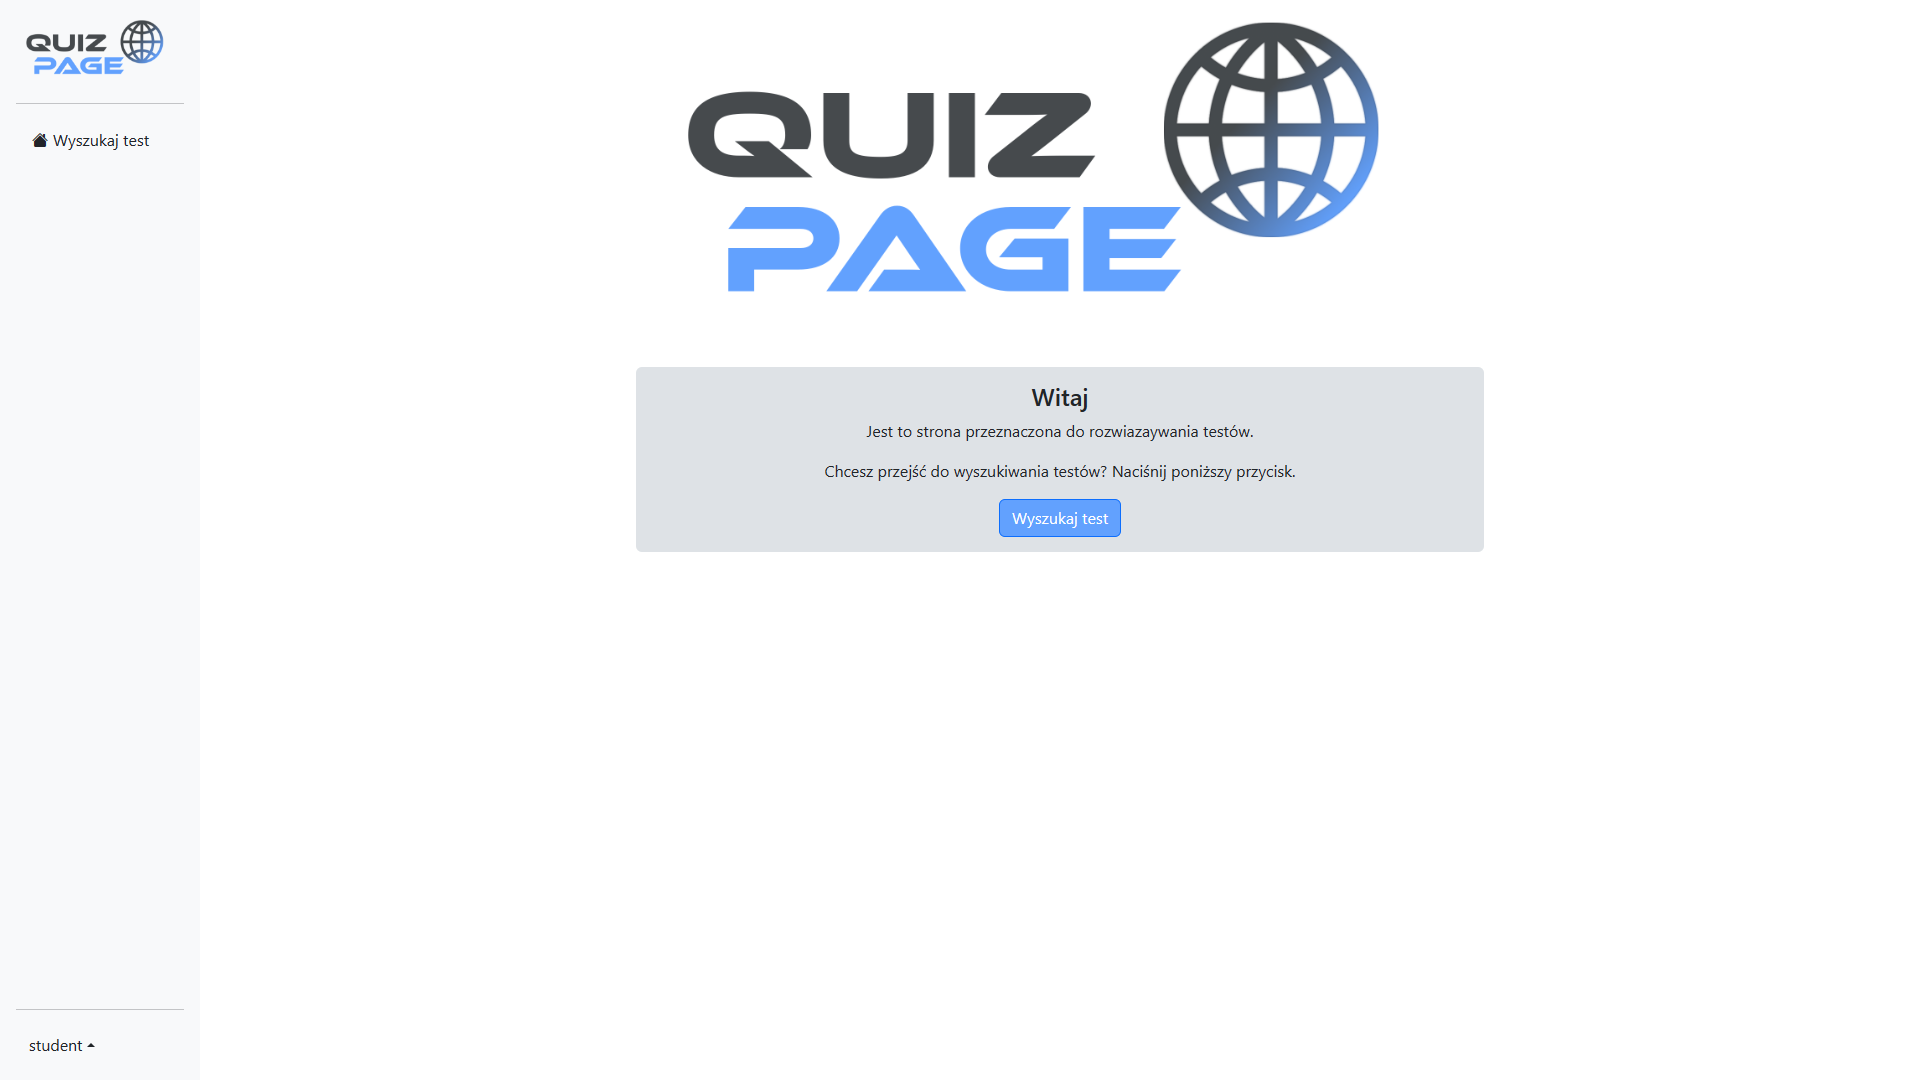 QUIZ
PAGE
Wyszukaj test
student
QUIZ
PAGE
Witaj
Jest to strona przeznaczona do rozwiazaywania testów.
Chcesz przejść do wyszukiwania testów? Naciśnij poniższy przycisk.
Wyszukaj test